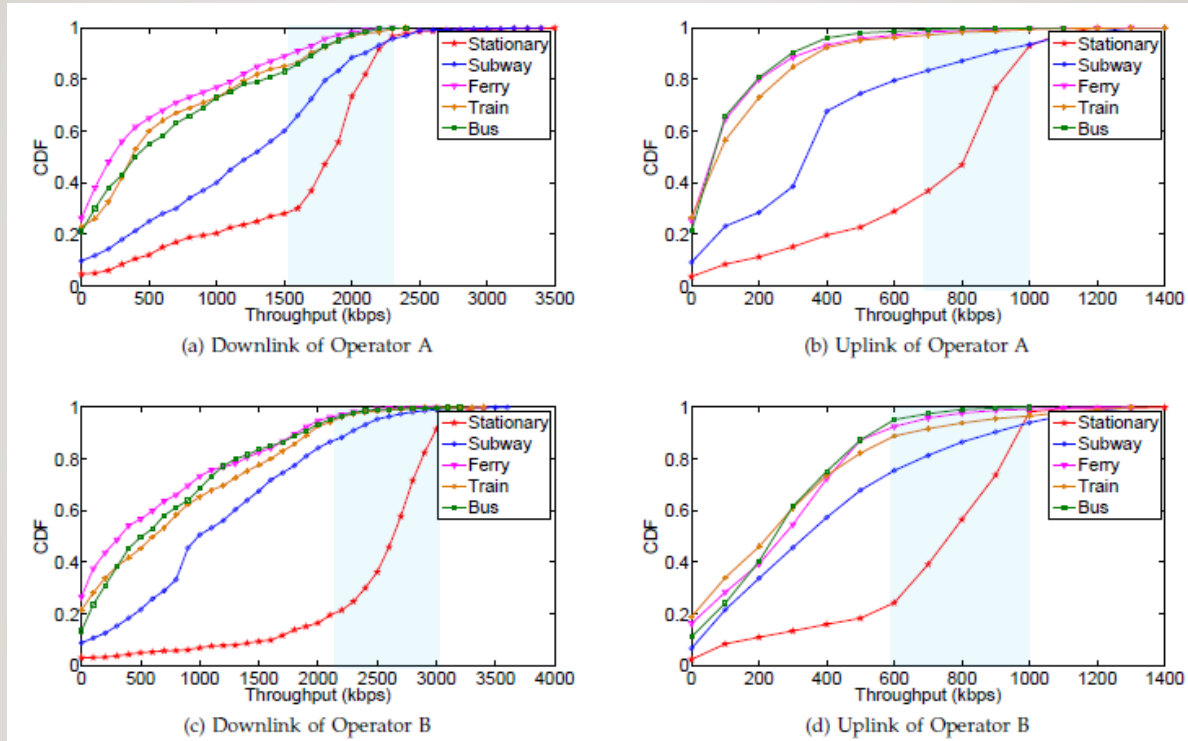 CDF
1
0.8
0.6
0.4
0.2
0
Stationary
Subway
Ferry
Train
Bus
0 500 1000 1500 2000 2500 3000 3500
Throughput (kbps)
(a) Downlink of Operator A
CDF
1
0.8
0.6
0.4
0.2
0
Stationary
Subway
Ferry
Train
Bus
0 200 400 600 800 1000 1200 1400
Throughput (kbps)
(b) Uplink of Operator A
CDF
1
0.8
0.6
0.4
0.2
0
Stationary
Subway
Ferry
Train
Bus
0 500 1000 1500 2000 2500 3000 3500 4000
Throughput (kbps)
(c) Downlink of Operator B
CDF
1
0.8
0.6
0.4
0.2
0
Stationary
Subway
Ferry
Train
Bus
0 200 400 600 800 1000 1200 1400
Throughput (kbps)
(d) Uplink of Operator B